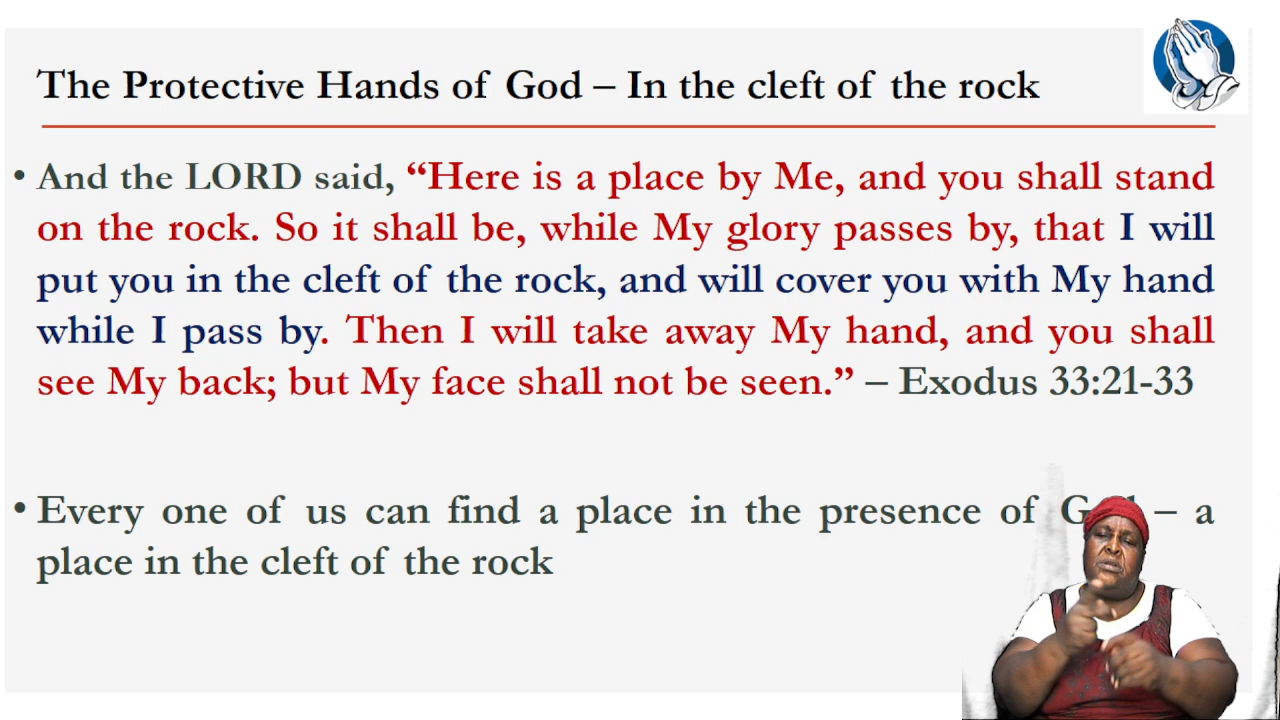 The Protective Hands of God – In the cleft of the rock
• And the LORD said, “Here is a place by Me, and you shall stand
on the rock. So it shall be, while My glory passes by, that I will
put you in the cleft of the rock, and will cover you with My hand
while I pass by. Then I will take away My hand, and you shall
see My back; but My face shall not be seen.” – Exodus 33:21-33
• Every one of us can find a place in the presence of – a
place in the cleft of the rock